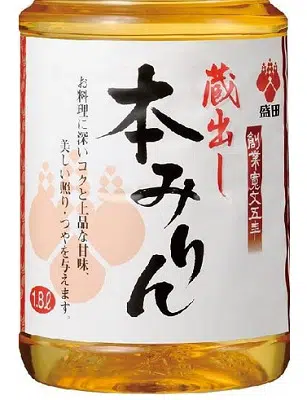 盛田
創業寛文五年
蔵出し
本みりん
お料理に深いコクと上品な甘味、
美しい照り・つやを与えます。
1.8ℓ